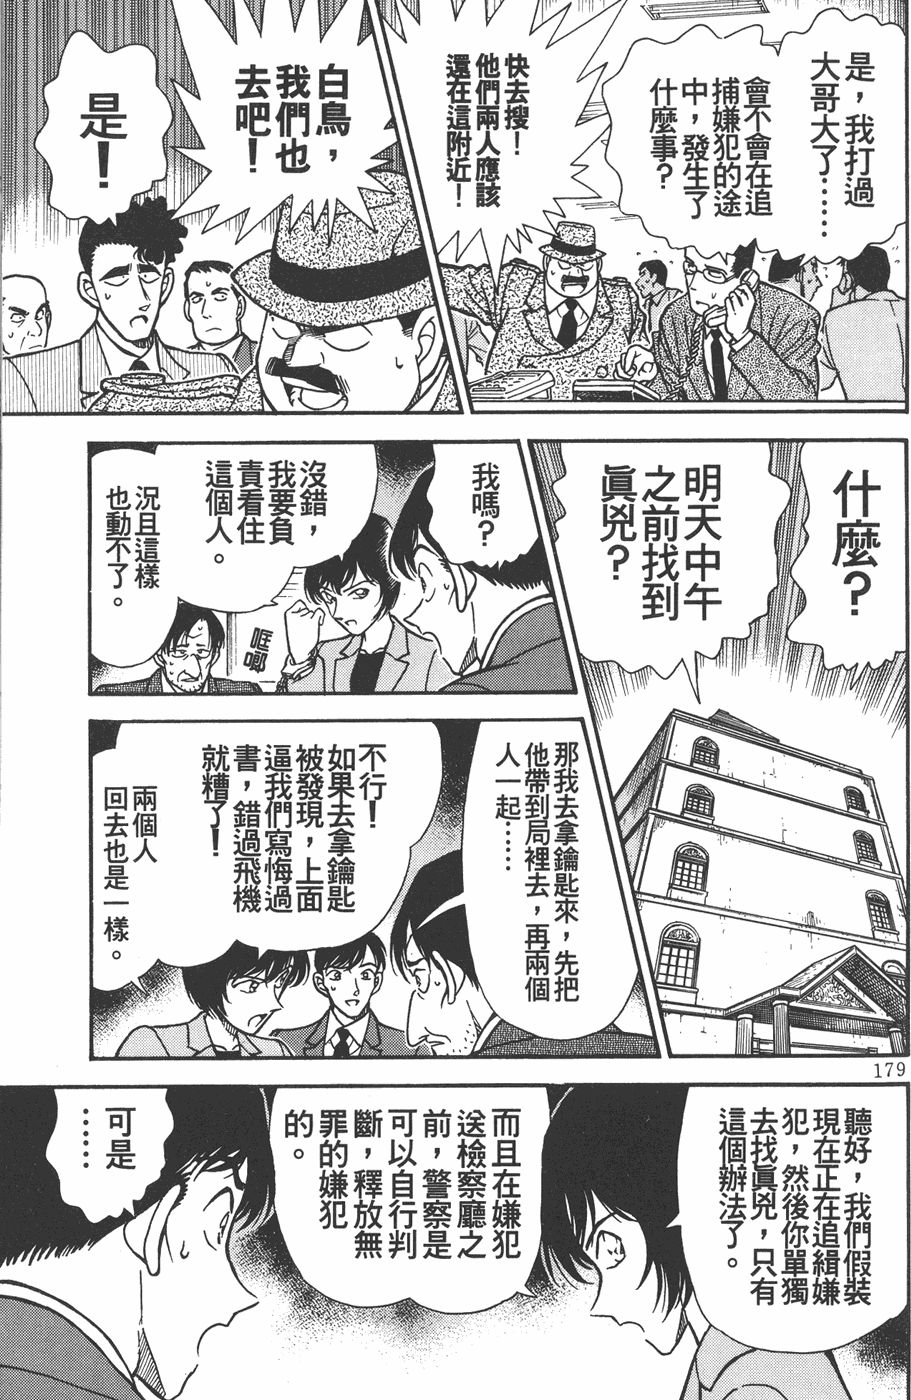 是，我打過
大哥大了……
會不會在追
捕嫌犯的途
中，發生了
什麼事？
快去搜！
他們兩人應該
還在這附近！
白鳥，
我們也
去吧！
是！
什麼？
明天中午
之前找到
眞兇？
我嗎？
沒錯，
我要負
責看住
這個人。
況且這樣
也動不了。
哐啷
那我去拿鑰匙來，先把
他帶到局裡去，再兩個
人一起……
不行！
如果去拿鑰匙
被發現，上面
逼我們寫悔過
書，錯過飛機
就糟了！
兩個人
回去也是一樣。
179
聽好，我們假裝
現在正在追緝嫌
犯，然後你單獨
去找眞兇，只有
這個辦法了。
而且在嫌犯
送檢察廳之
前，警察是
可以自行判
斷，釋放無
罪的嫌犯
的。
可是
……